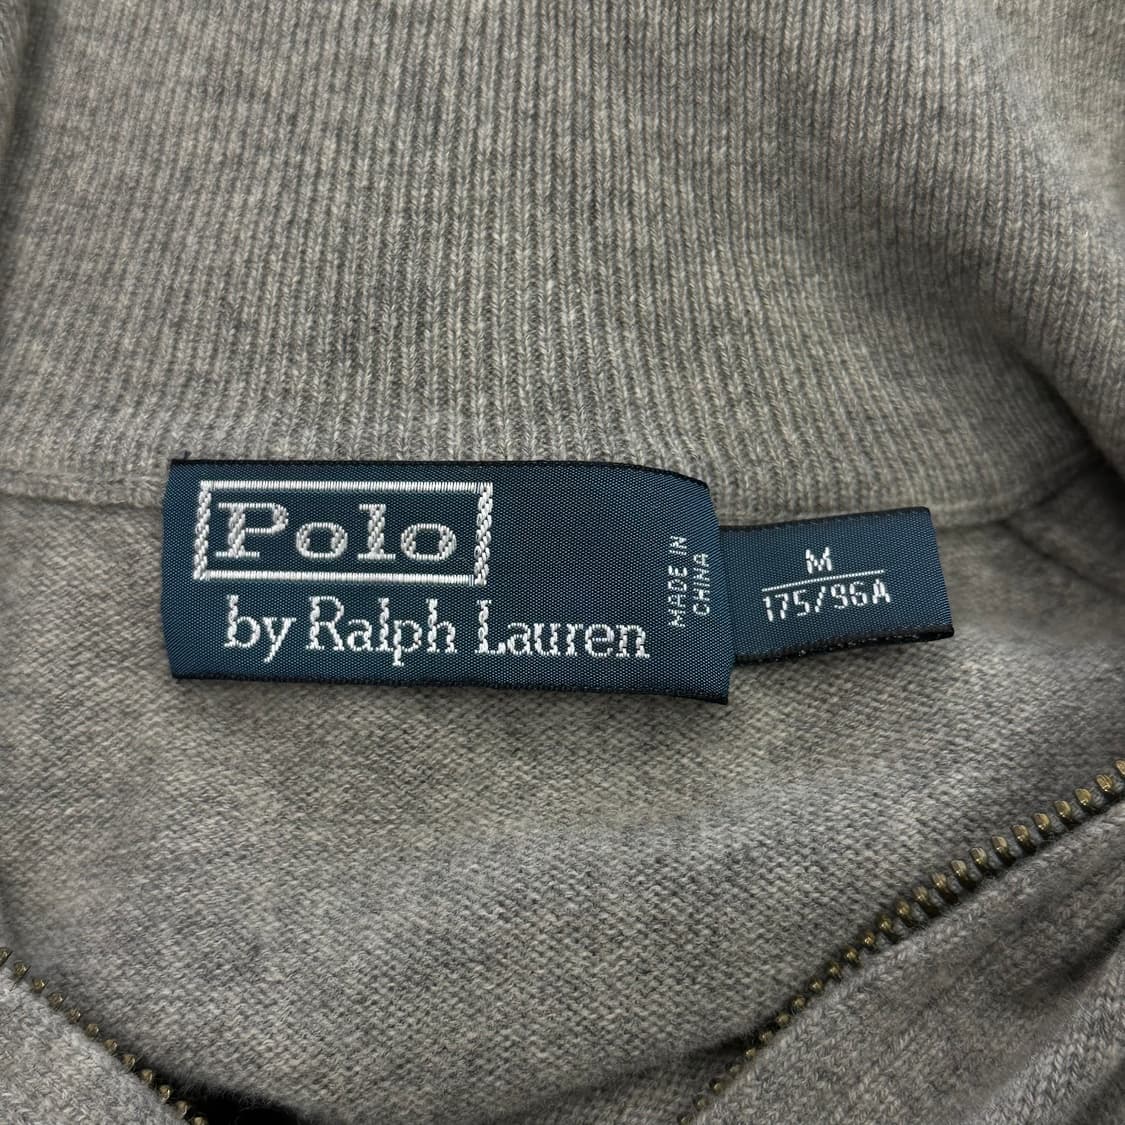 Polo
by Ralph Lauren
MADE IN
CHINA
M
175/96A